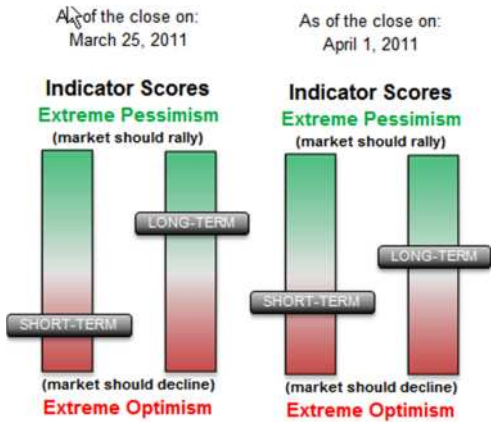 As of the close on:
March 25, 2011
Indicator Scores
Extreme Pessimism
(market should rally)
LONG-TERM
SHORT-TERM
(market should decline)
Extreme Optimism
As of the close on:
April 1, 2011
Indicator Scores
Extreme Pessimism
(market should rally)
LONG-TERM
SHORT-TERM
(market should decline)
Extreme Optimism